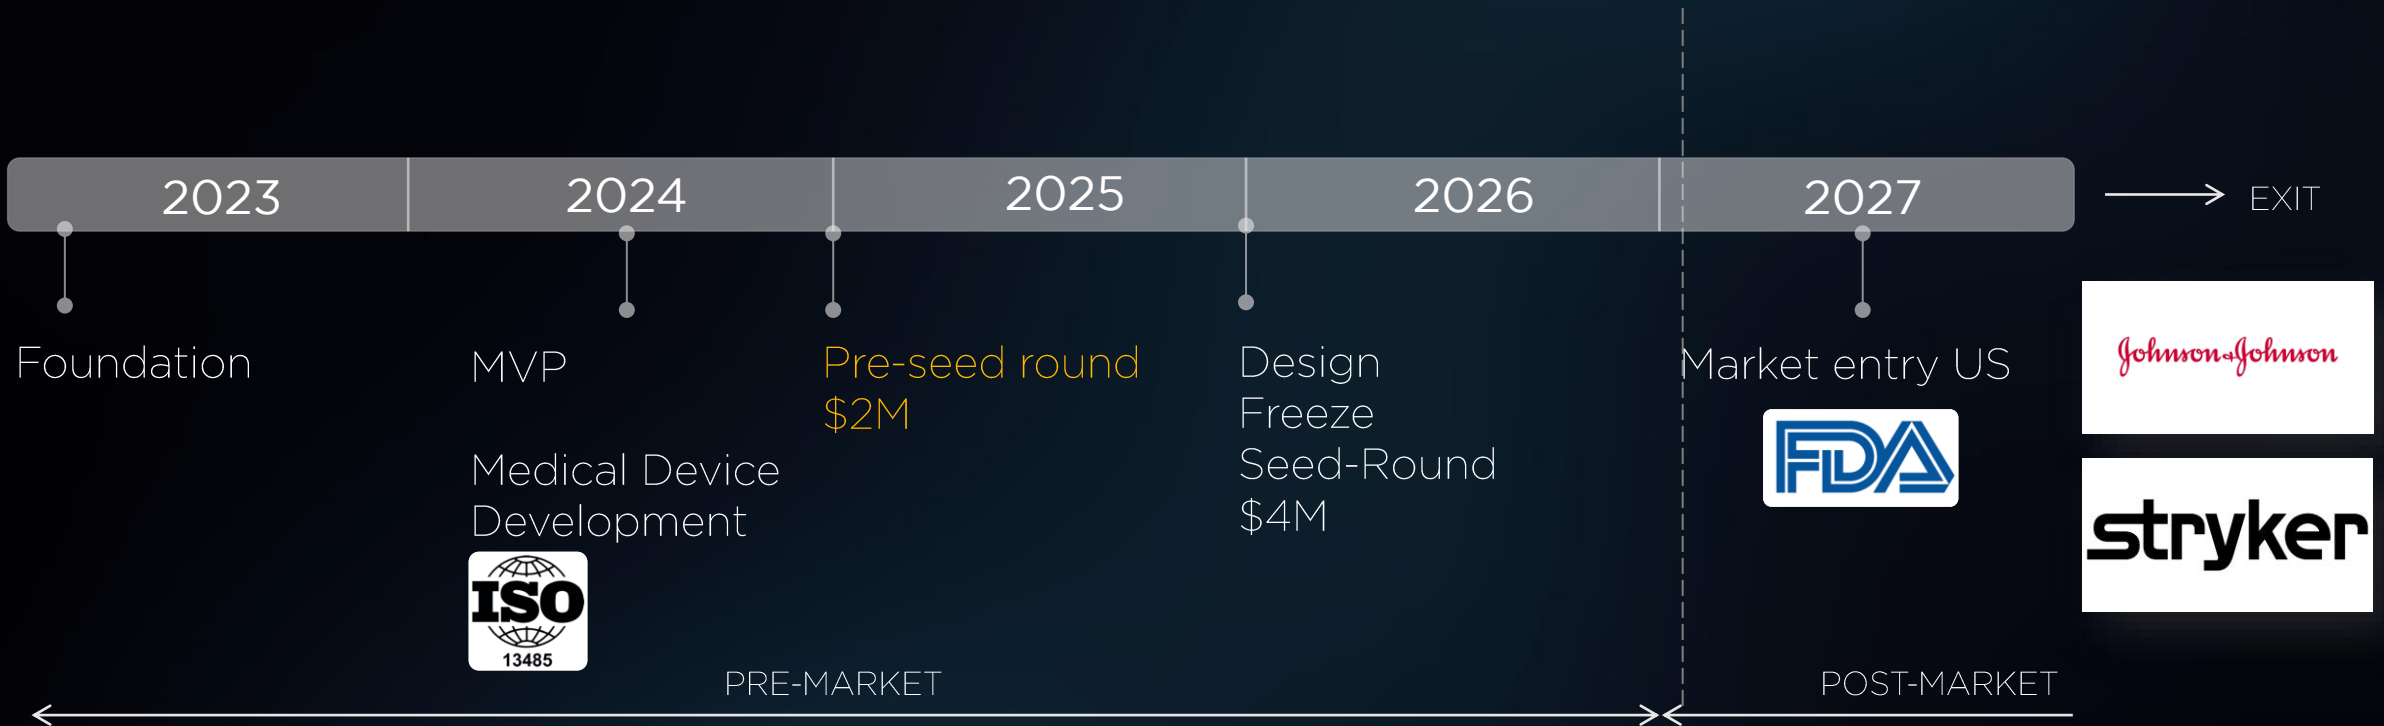 2023
2024
2025
2026
2027
EXIT
Foundation
MVP
Medical Device
Development
ISO
13485
Pre-seed round
$2M
Design
Freeze
Seed-Round
$4M
Market entry US
FDA
Johnson&Johnson
stryker
PRE-MARKET
POST-MARKET